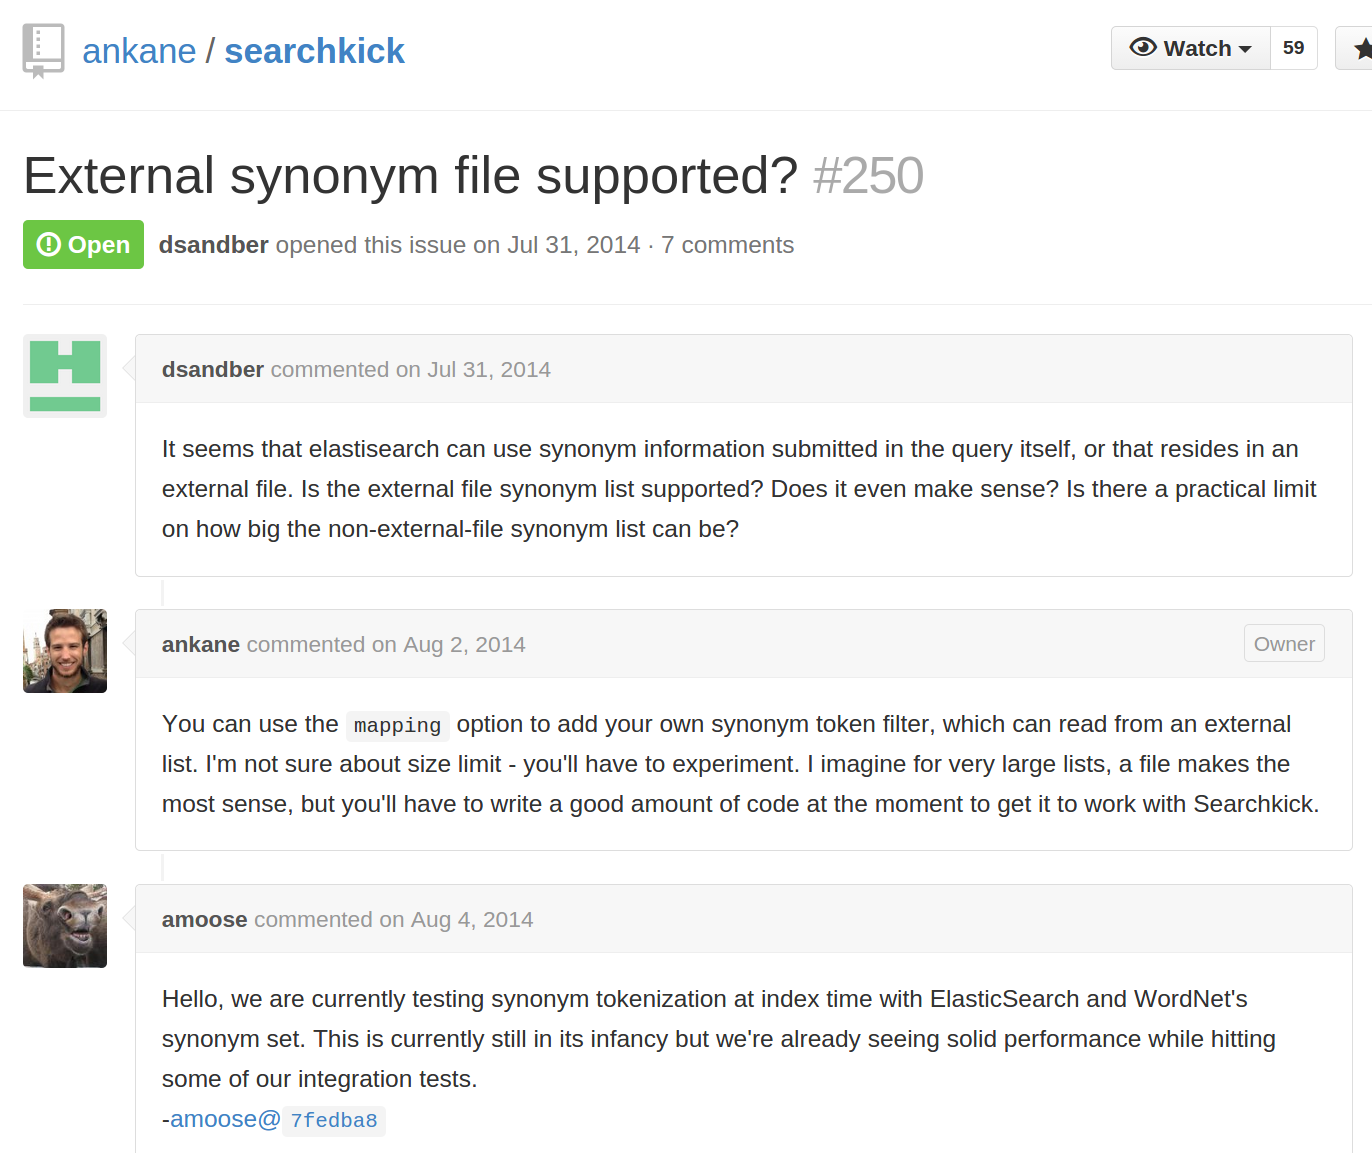 ankane / searchkick
Watch 59
External synonym file supported? #250
Open dsandber opened this issue on Jul 31, 2014 · 7 comments
dsandber commented on Jul 31, 2014
It seems that elastisearch can use synonym information submitted in the query itself, or that resides in an
external file. Is the external file synonym list supported? Does it even make sense? Is there a practical limit
on how big the non-external-file synonym list can be?
ankane commented on Aug 2, 2014 Owner
You can use the mapping option to add your own synonym token filter, which can read from an external
list. I'm not sure about size limit - you'll have to experiment. I imagine for very large lists, a file makes the
most sense, but you'll have to write a good amount of code at the moment to get it to work with Searchkick.
amoose commented on Aug 4, 2014
Hello, we are currently testing synonym tokenization at index time with ElasticSearch and WordNet's
synonym set. This is currently still in its infancy but we're already seeing solid performance while hitting
some of our integration tests.
-amoose@ 7fedba8